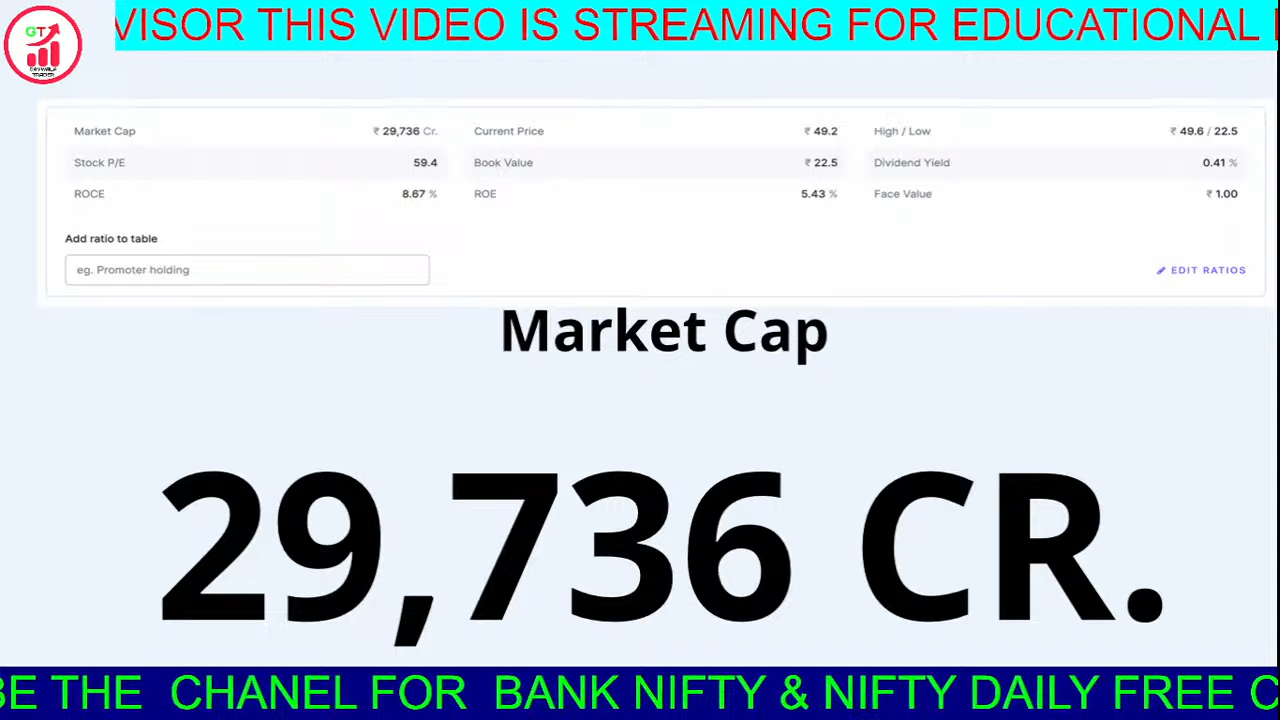 VISOR THIS VIDEO IS STREAMING FOR EDUCATIONAL
GT
TRADER
Market Cap ₹ 29,736 Cr. Current Price ₹ 49.2 High / Low ₹ 49.6 / 22.5
Stock P/E 59.4 Book Value ₹ 22.5 Dividend Yield 0.41 %
ROCE 8.67 % ROE 5.43 % Face Value ₹ 1.00
Add ratio to table
eg. Promoter holding
EDIT RATIOS
Market Cap
29,736 CR.
BE THE CHANEL FOR BANK NIFTY & NIFTY DAILY FREE C